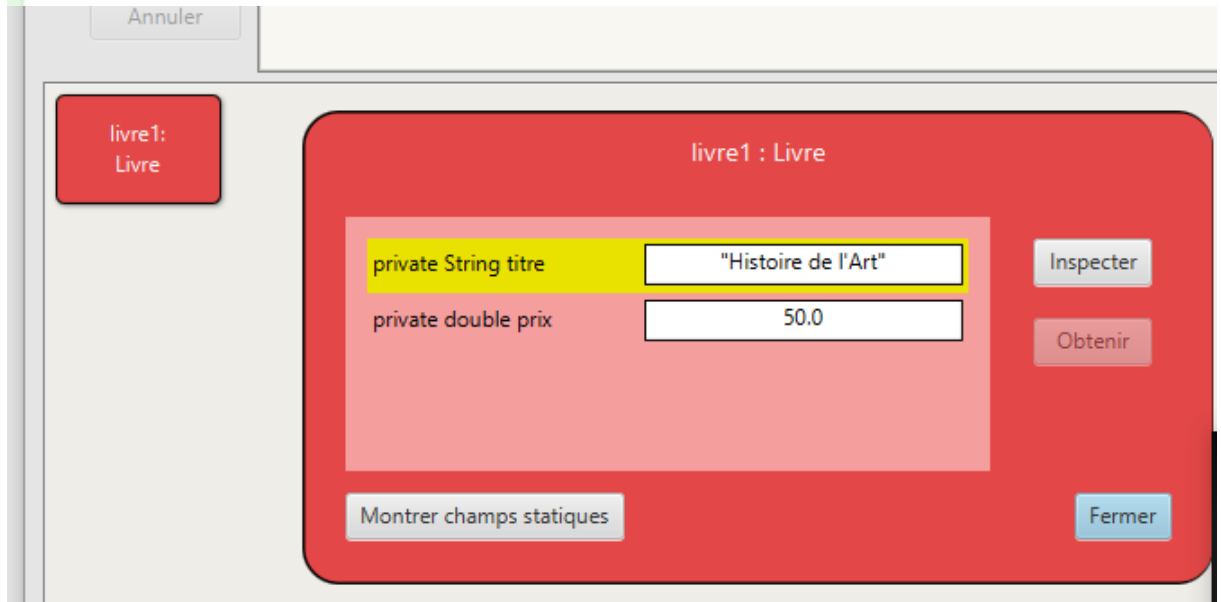 Annuler
livre1:
Livre
livre1 : Livre
private String titre
"Histoire de l'Art"
Inspecter
private double prix
50.0
Obtenir
Montrer champs statiques
Fermer